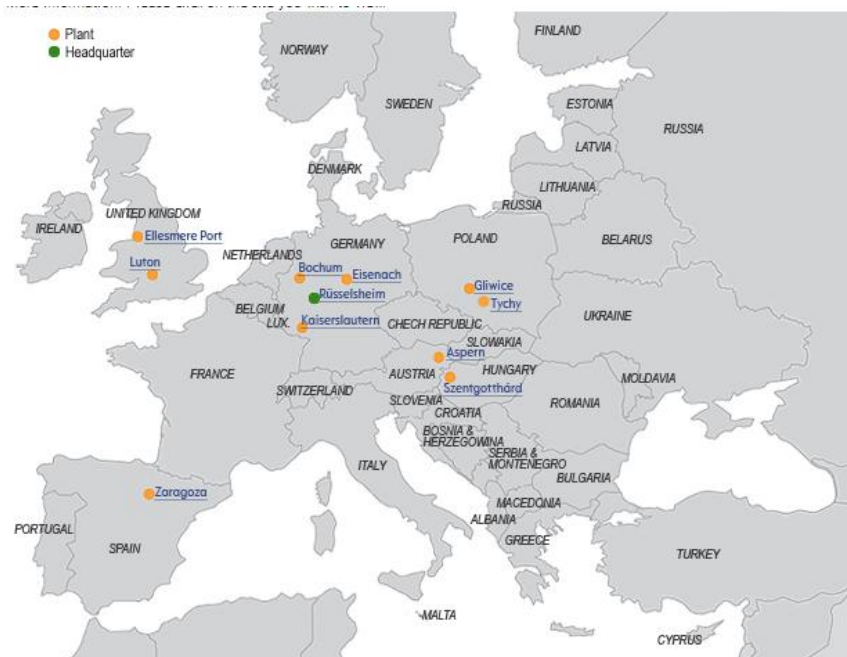 Plant
Headquarter
NORWAY
FINLAND
SWEDEN
ESTONIA
RUSSIA
LATVIA
DENMARK
LITHUANIA
RUSSIA
UNITED KINGDOM
IRELAND
Ellesmere Port
BELARUS
POLAND
GERMANY
NETHERLANDS
Luton
Bochum
Eisenach
Gliwice
Rüsselsheim
Tychy
BELGIUM
LUX.
Kaiserslautern
CHECH REPUBLIC
UKRAINE
SLOWAKIA
Aspern
FRANCE
AUSTRIA
HUNGARY
MOLDAVIA
SWITZERLAND
Szentgotthárd
SLOVENIA
ROMANIA
CROATIA
BOSNIA &
HERZEGOWINA
ITALY
SERBIA &
MONTENEGRO
BULGARIA
Zaragoza
MACEDONIA
PORTUGAL
ALBANIA
GREECE
SPAIN
TURKEY
MALTA
CYPRUS